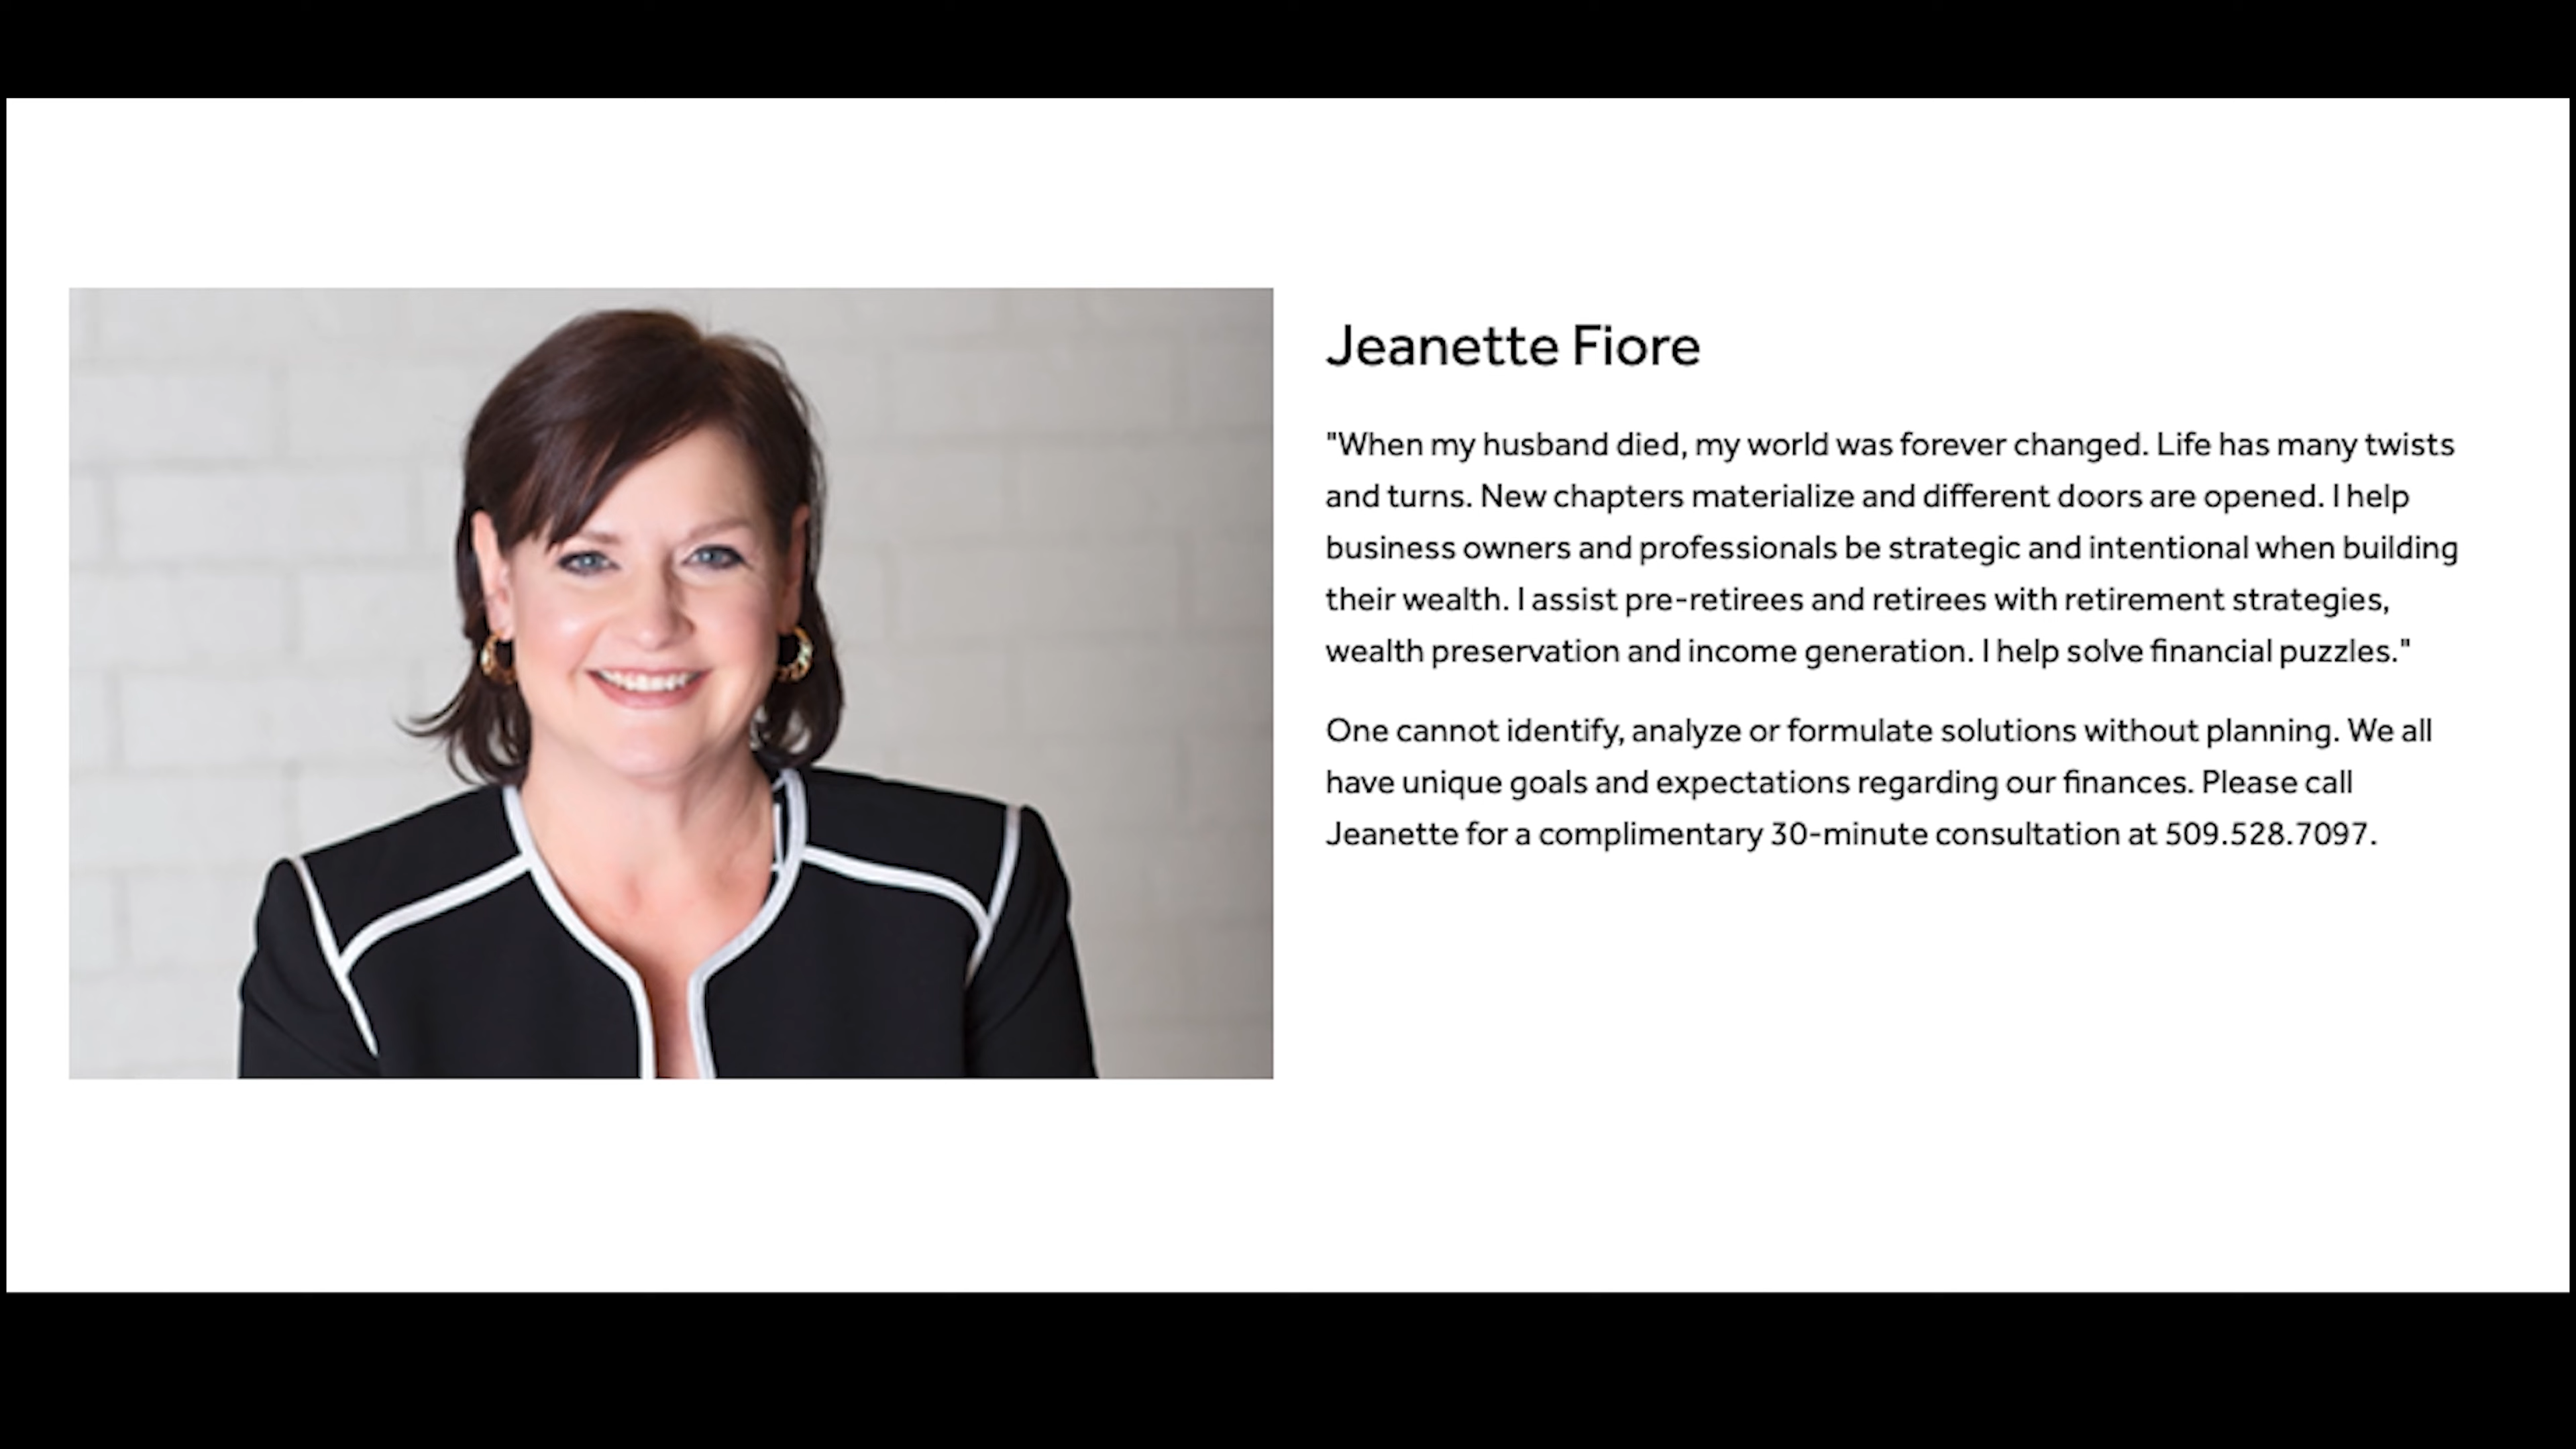 Jeanette Fiore
"When my husband died, my world was forever changed. Life has many twists
and turns. New chapters materialize and different doors are opened. I help
business owners and professionals be strategic and intentional when building
their wealth. I assist pre-retirees and retirees with retirement strategies,
wealth preservation and income generation. I help solve financial puzzles."
One cannot identify, analyze or formulate solutions without planning. We all
have unique goals and expectations regarding our finances. Please call
Jeanette for a complimentary 30-minute consultation at 509.528.7097.